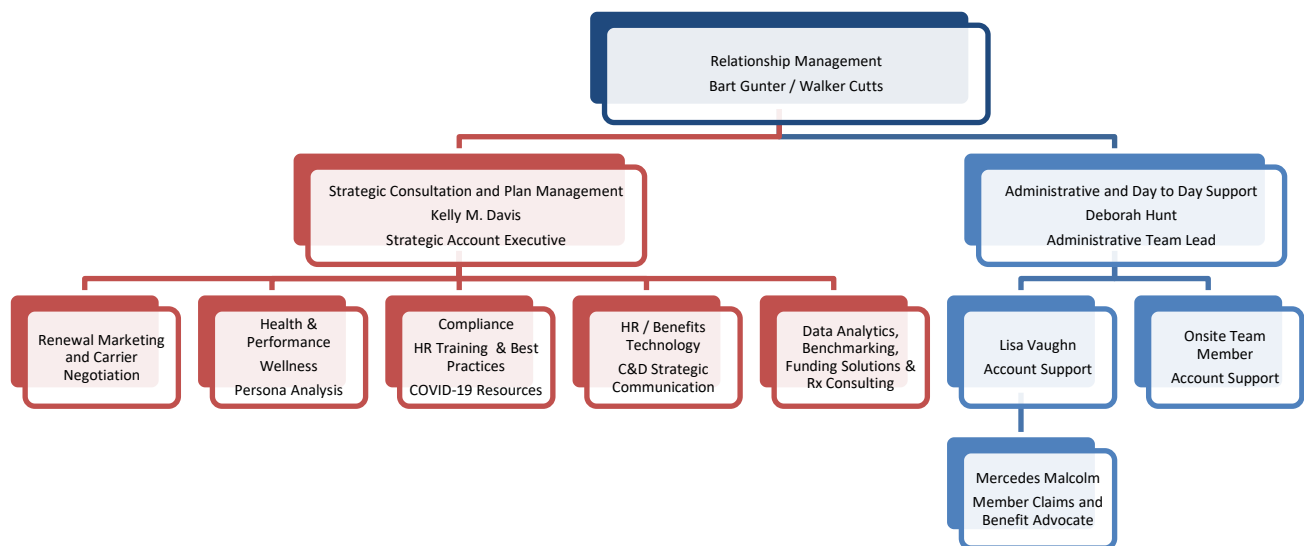 Relationship Management
Bart Gunter / Walker Cutts
Strategic Consultation and Plan Management
Kelly M. Davis
Strategic Account Executive
Administrative and Day to Day Support
Deborah Hunt
Administrative Team Lead
Renewal Marketing
and Carrier
Negotiation
Health &
Performance
Wellness
Persona Analysis
Compliance
HR Training & Best
Practices
COVID-19 Resources
HR / Benefits
Technology
C&D Strategic
Communication
Data Analytics,
Benchmarking,
Funding Solutions &
Rx Consulting
Lisa Vaughn
Account Support
Onsite Team
Member
Account Support
Mercedes Malcolm
Member Claims and
Benefit Advocate